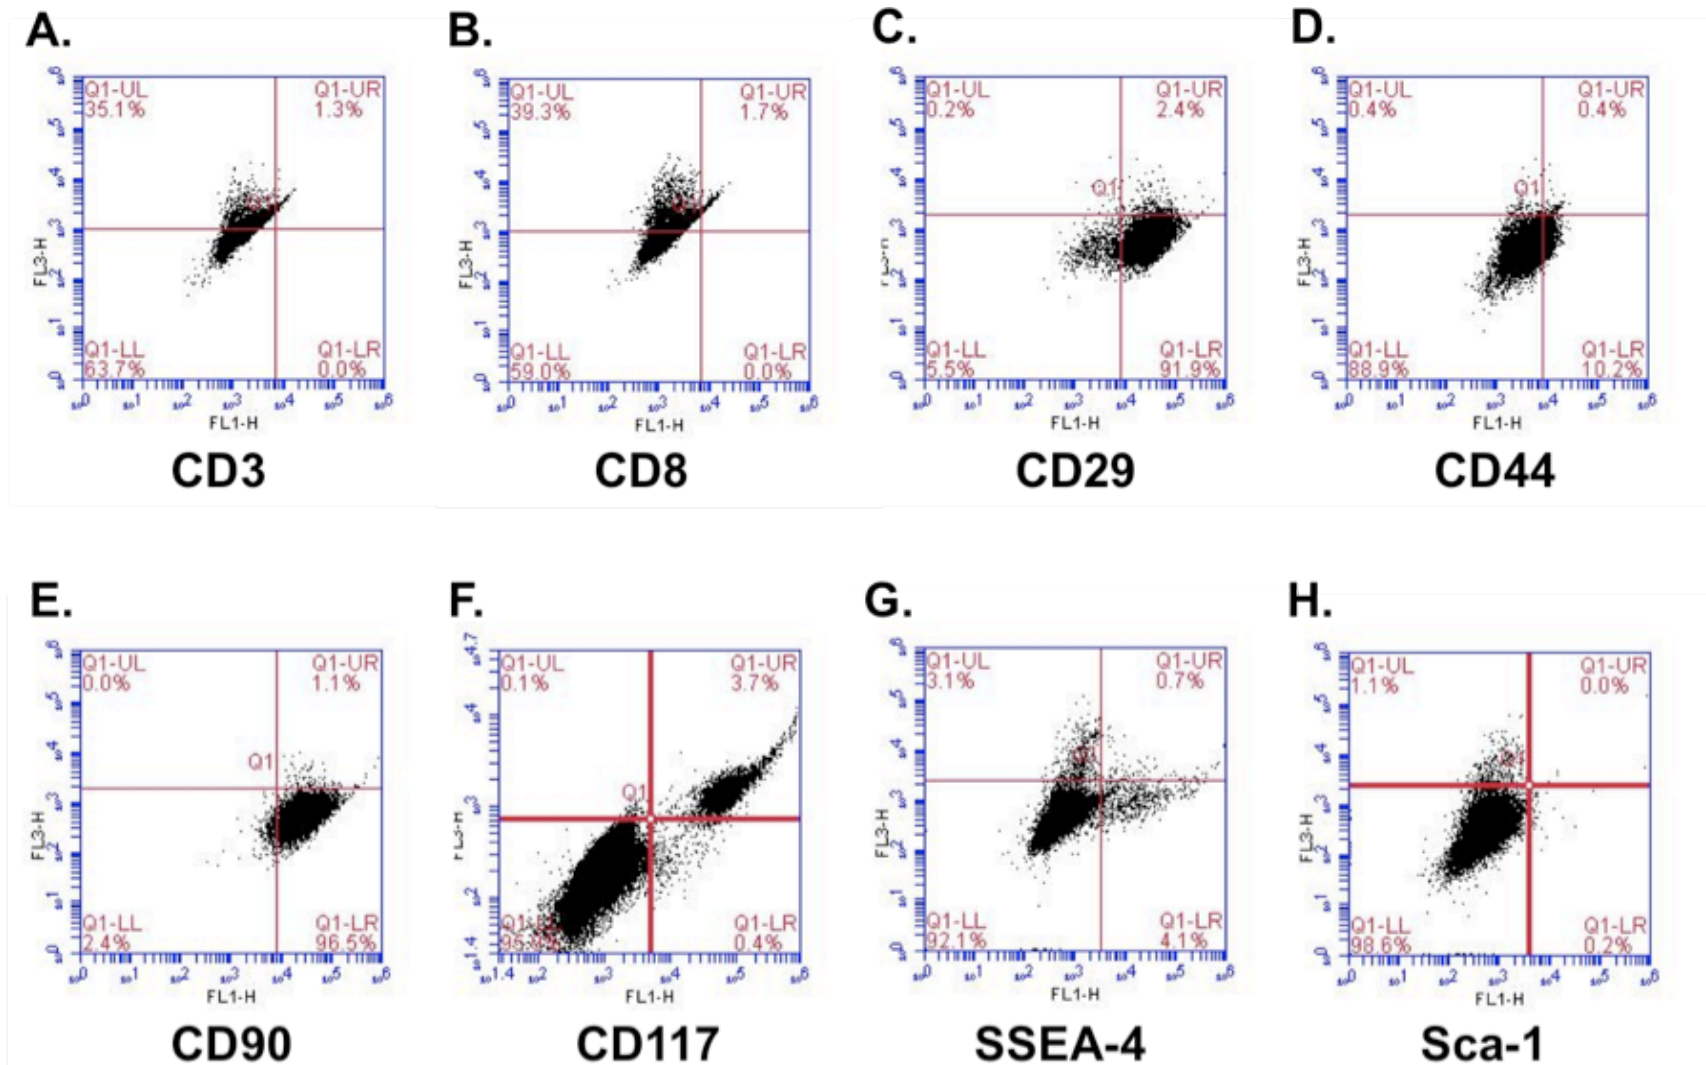 A.
Q1-UL
35.1%
Q1-UR
1.3%
Q1-LL
63.7%
Q1-LR
0.0%
FL3-H
FL1-H
CD3
B.
Q1-UL
39.3%
Q1-UR
1.7%
Q1-LL
59.0%
Q1-LR
0.0%
FL3-H
FL1-H
CD8
C.
Q1-UL
0.2%
Q1-UR
2.4%
Q1
Q1-LL
5.5%
Q1-LR
91.9%
FL1-H
CD29
D.
Q1-UL
0.4%
Q1-UR
0.4%
Q1
Q1-LL
88.9%
Q1-LR
10.2%
FL3-H
FL1-H
CD44
E.
Q1-UL
0.0%
Q1-UR
1.1%
Q1
Q1-LL
2.4%
Q1-LR
96.5%
FL3-H
FL1-H
CD90
F.
Q1-UL
0.1%
Q1-UR
3.7%
Q1
Q1-LR
0.4%
FL1-H
CD117
G.
Q1-UL
3.1%
Q1-UR
0.7%
Q1-LL
92.1%
Q1-LR
4.1%
FL3-H
FL1-H
SSEA-4
H.
Q1-UL
1.1%
Q1-UR
0.0%
Q1-LL
98.6%
Q1-LR
0.2%
FL3-H
FL1-H
Sca-1